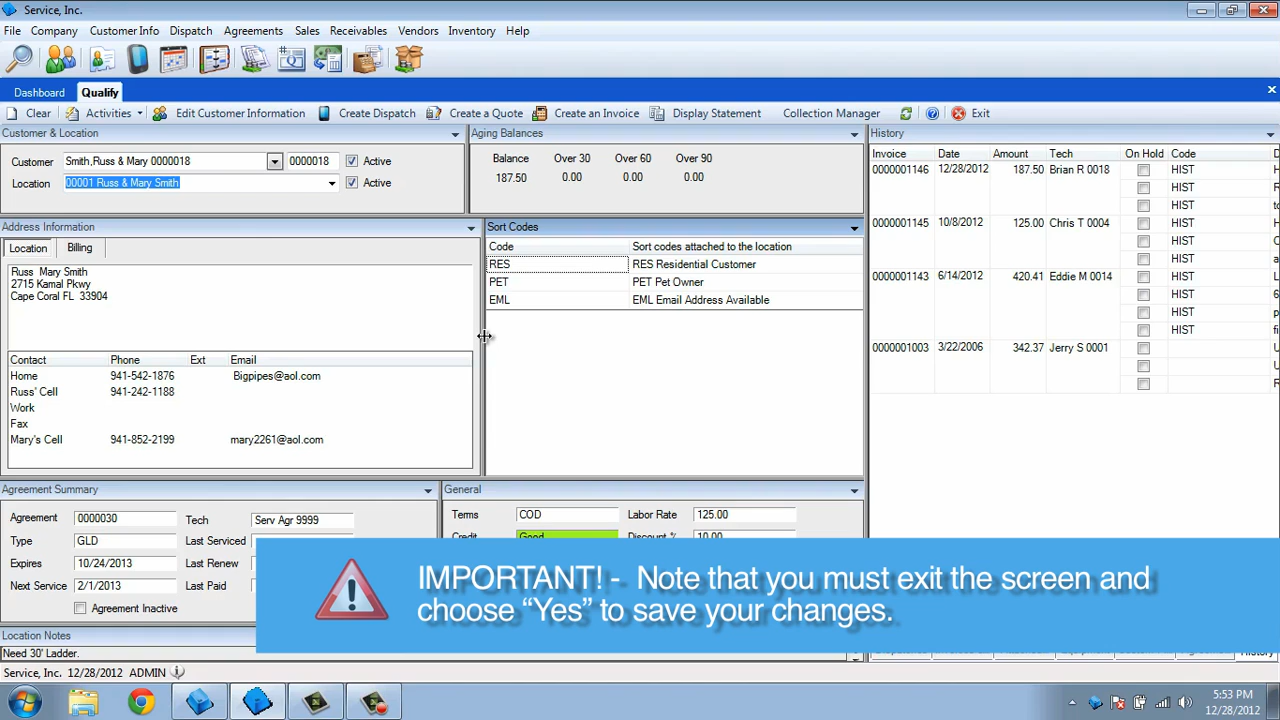 Service, Inc.
File Company Customer Info Dispatch Agreements Sales Receivables Vendors Inventory Help
Dashboard Qualify
Clear Activities Edit Customer Information Create Dispatch Create a Quote Create an Invoice Display Statement Collection Manager Exit
Customer & Location
Customer Smith,Russ & Mary 0000018 0000018 Active
Location 00001 Russ & Mary Smith Active
Aging Balances
Balance Over 30 Over 60 Over 90
187.50 0.00 0.00 0.00
History
Invoice Date Amount Tech On Hold Code D
0000001146 12/28/2012 187.50 Brian R 0018 HIST H
HIST R
HIST to
0000001145 10/8/2012 125.00 Chris T 0004 HIST H
HIST C
HIST a
0000001143 6/14/2012 420.41 Eddie M 0014 HIST H
HIST 6
HIST p
HIST fi
0000001003 3/22/2006 342.37 Jerry S 0001 U
U
R
Address Information
Location Billing
Russ Mary Smith
2715 Kamal Pkwy
Cape Coral FL 33904
Contact Phone Ext Email
Home 941-542-1876 Bigpipes@aol.com
Russ' Cell 941-242-1188
Work
Fax
Mary's Cell 941-852-2199 mary2261@aol.com
Sort Codes
Code Sort codes attached to the location
RES RES Residential Customer
PET PET Pet Owner
EML EML Email Address Available
Agreement Summary
Agreement 0000030 Tech Serv Agr 9999
Type GLD Last Serviced
Expires 10/24/2013 Last Renew
Next Service 2/1/2013 Last Paid
Agreement Inactive
General
Terms COD Labor Rate 125.00
Credit Good Discount % 10.00
IMPORTANT! - Note that you must exit the screen and
choose “Yes” to save your changes.
Location Notes
Need 30' Ladder.
Service, Inc. 12/28/2012 ADMIN
5:53 PM
12/28/2012